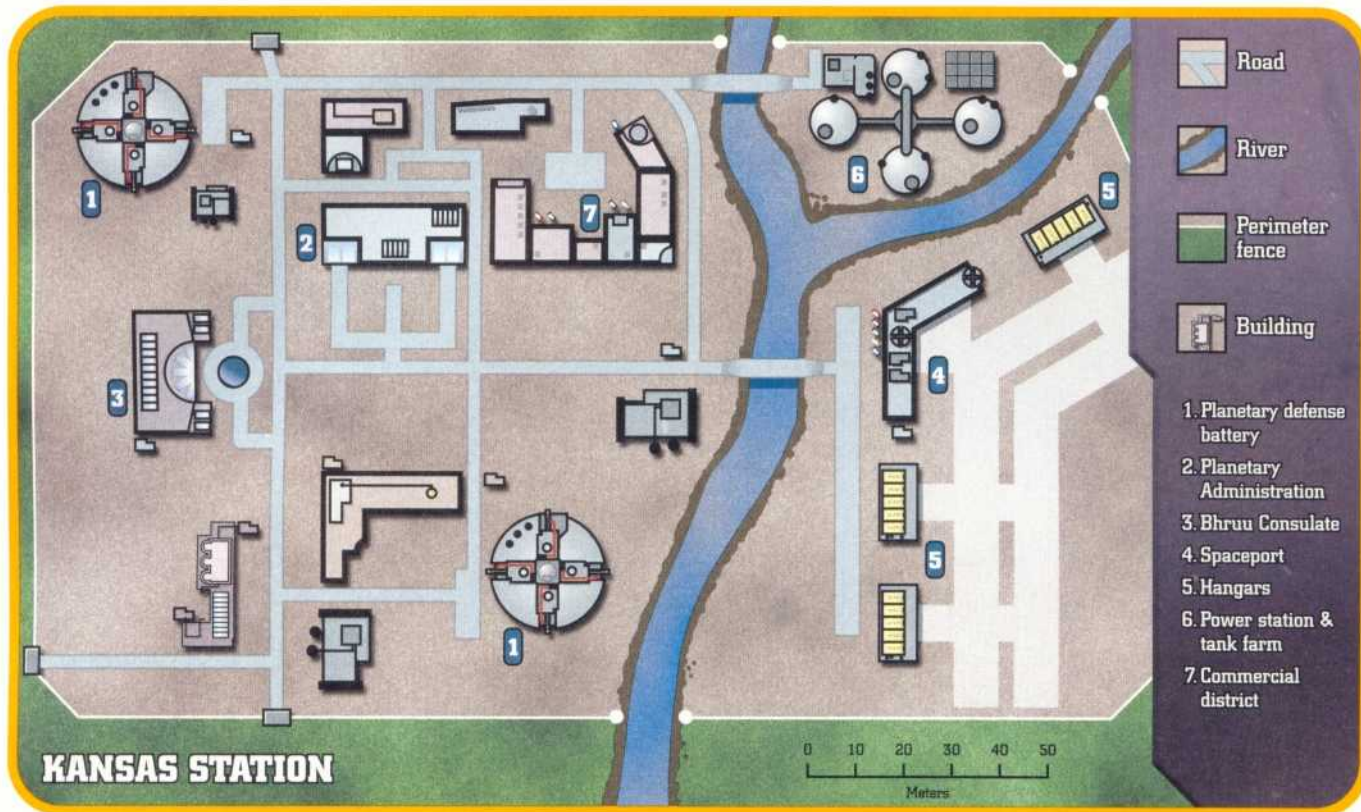 1
2
3
4
5
5
6
7
1
Road
River
Perimeter
fence
Building
1. Planetary defense
battery
2. Planetary
Administration
3. Bhruu Consulate
4. Spaceport
5. Hangars
6. Power station &
tank farm
7. Commercial
district
KANSAS STATION
0 10 20 30 40 50
Meters